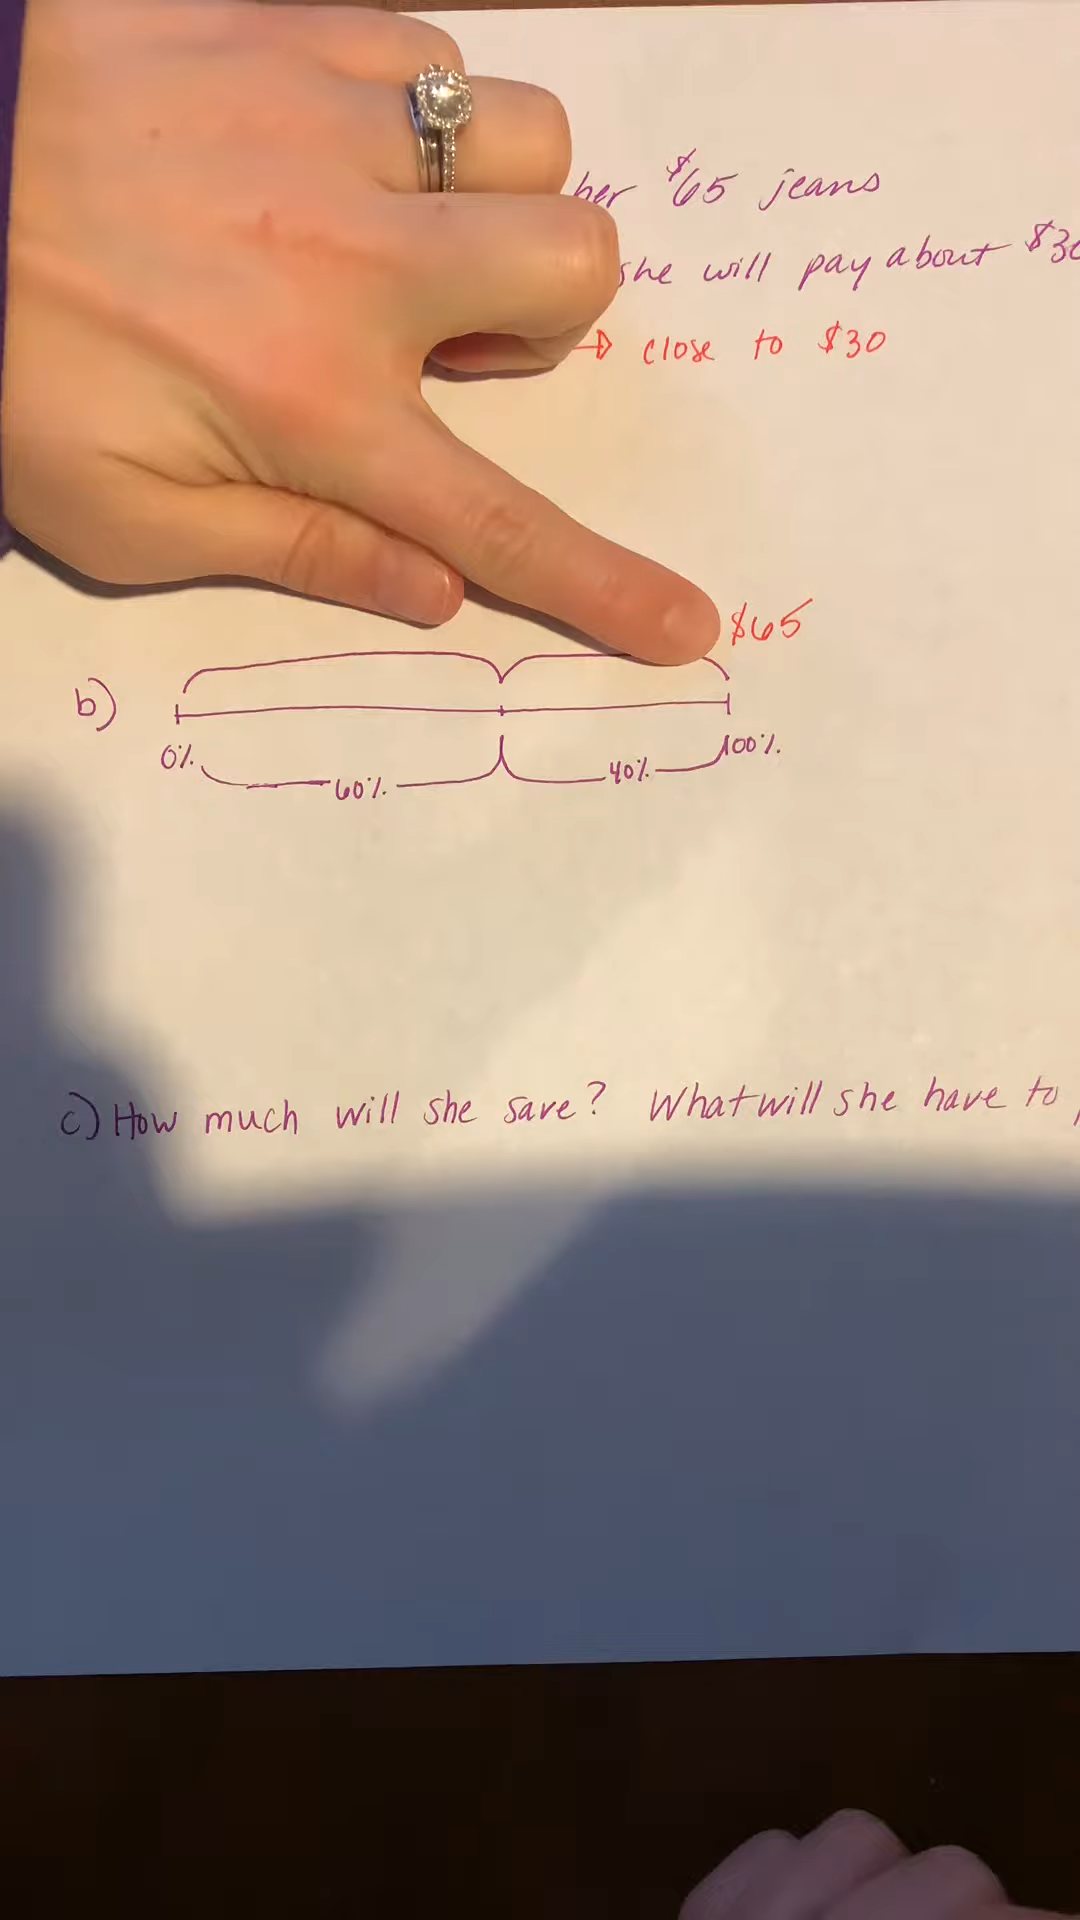 her $65 jeans
she will pay about $30
→ close to $30
$65
b)
0% 60% 40% 100%
c) How much will she save? What will she have to